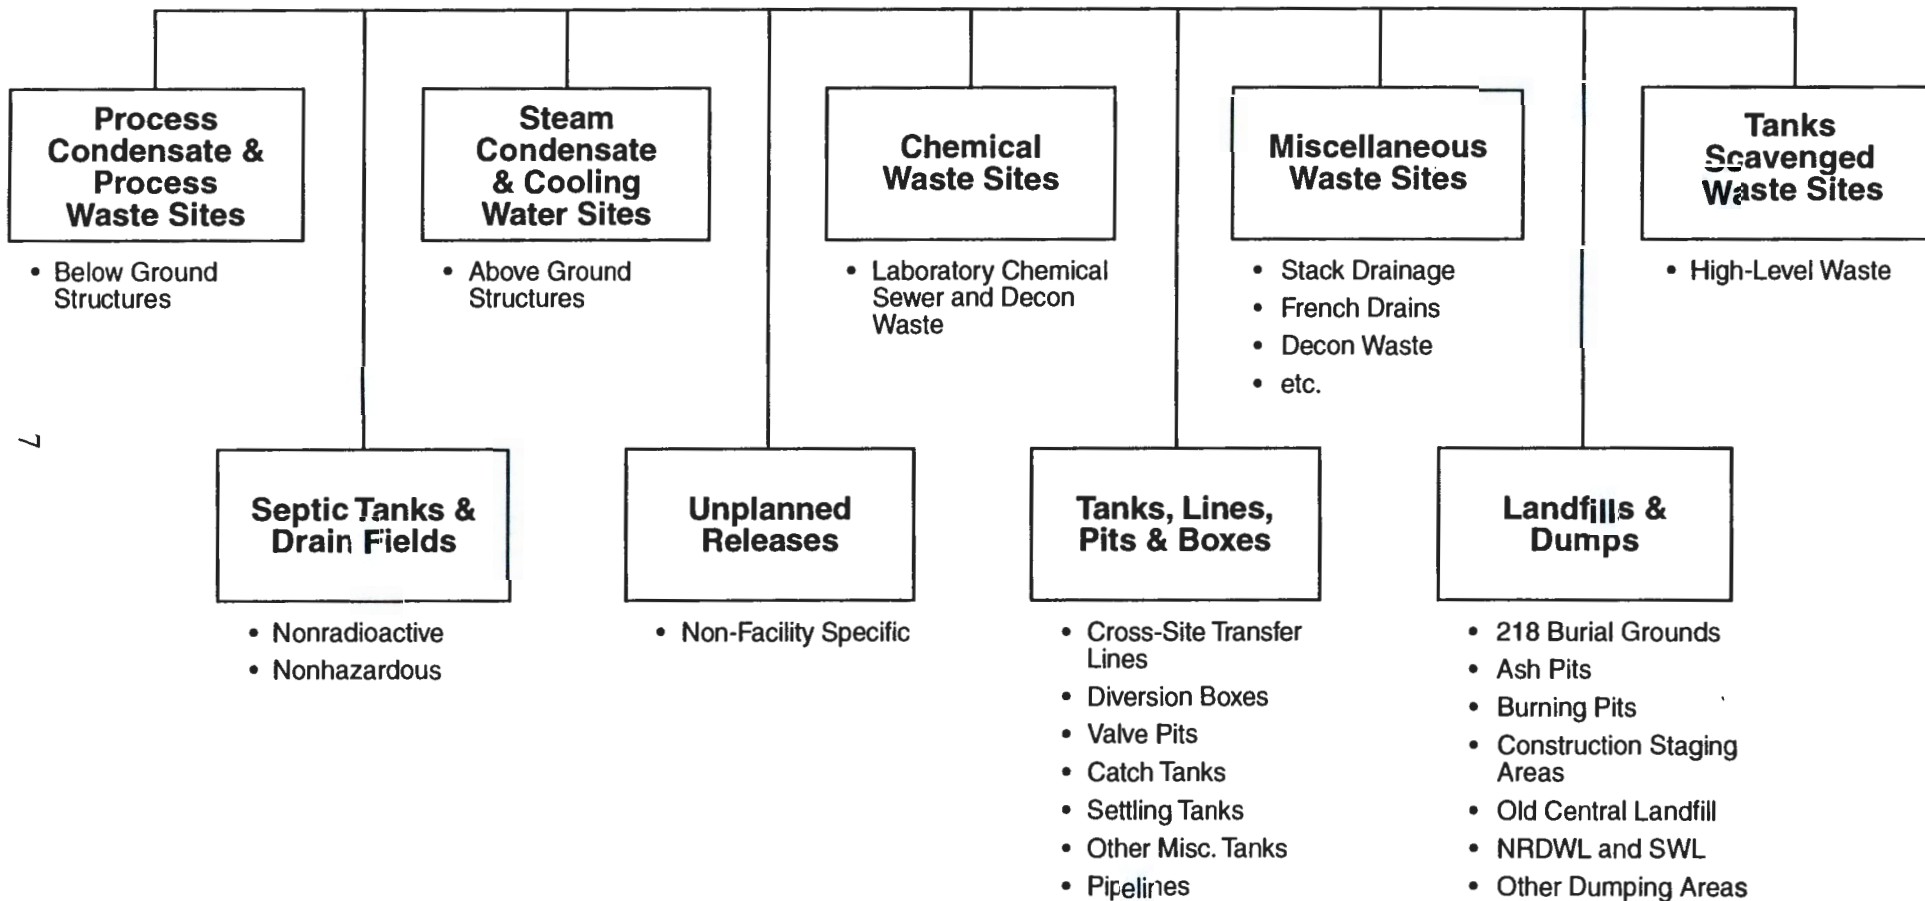 Process
Condensate &
Process
Waste Sites
• Below Ground
Structures
Steam
Condensate
& Cooling
Water Sites
• Above Ground
Structures
Chemical
Waste Sites
• Laboratory Chemical
Sewer and Decon
Waste
Miscellaneous
Waste Sites
• Stack Drainage
• French Drains
• Decon Waste
• etc.
Tanks
Scavenged
Waste Sites
• High-Level Waste
7
Septic Tanks &
Drain Fields
• Nonradioactive
• Nonhazardous
Unplanned
Releases
• Non-Facility Specific
Tanks, Lines,
Pits & Boxes
• Cross-Site Transfer
Lines
• Diversion Boxes
• Valve Pits
• Catch Tanks
• Settling Tanks
• Other Misc. Tanks
• Pipelines
Landfills &
Dumps
• 218 Burial Grounds
• Ash Pits
• Burning Pits
• Construction Staging
Areas
• Old Central Landfill
• NRDWL and SWL
• Other Dumping Areas